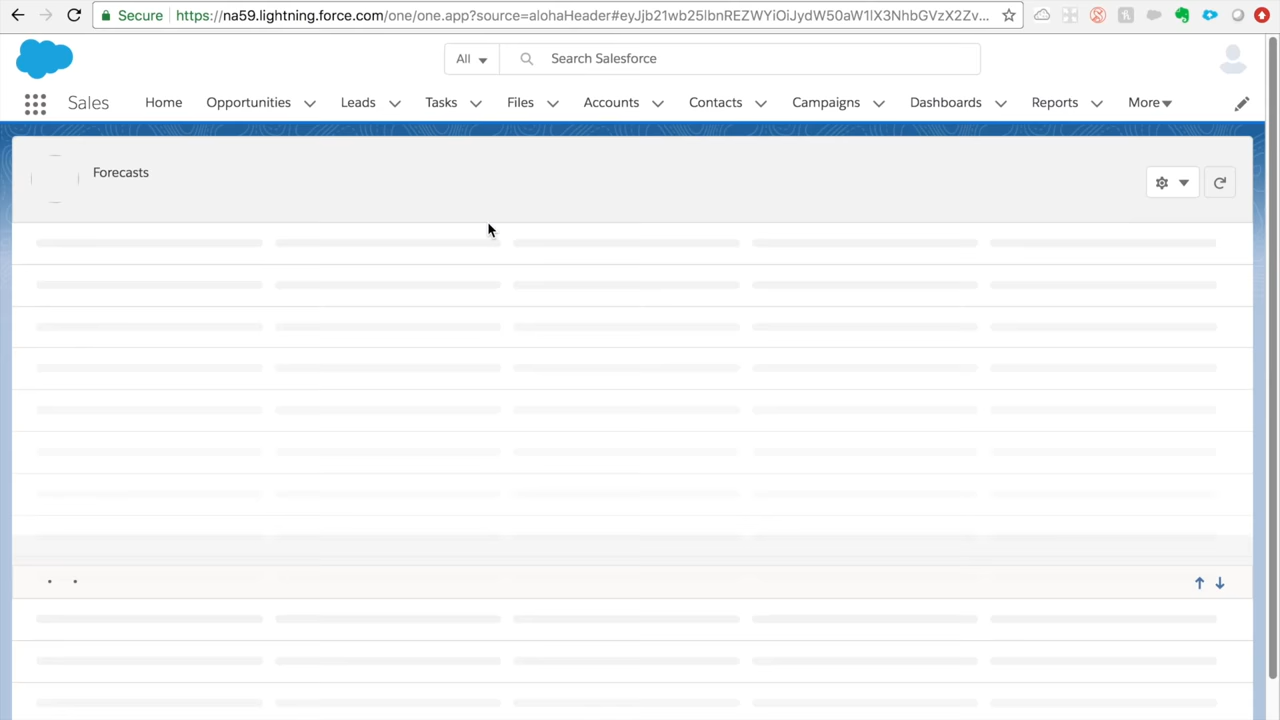 Secure https://na59.lightning.force.com/one/one.app?source=alohaHeader#eyJjb21wb25lbnREZWYiOiJydW50aW1lX3NhbGVzX2Zv...
All Search Salesforce
Sales Home Opportunities Leads Tasks Files Accounts Contacts Campaigns Dashboards Reports More
Forecasts